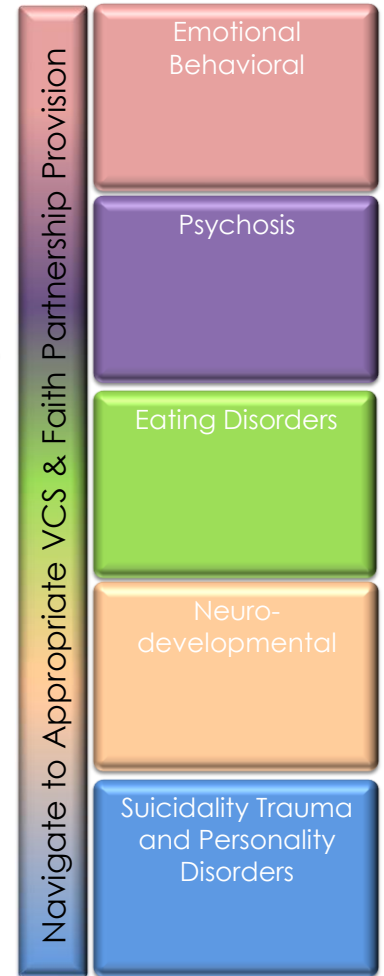 Navigate to Appropriate VCS & Faith Partnership Provision
Emotional
Behavioral
Psychosis
Eating Disorders
Neuro-
developmental
Suicidality Trauma
and Personality
Disorders